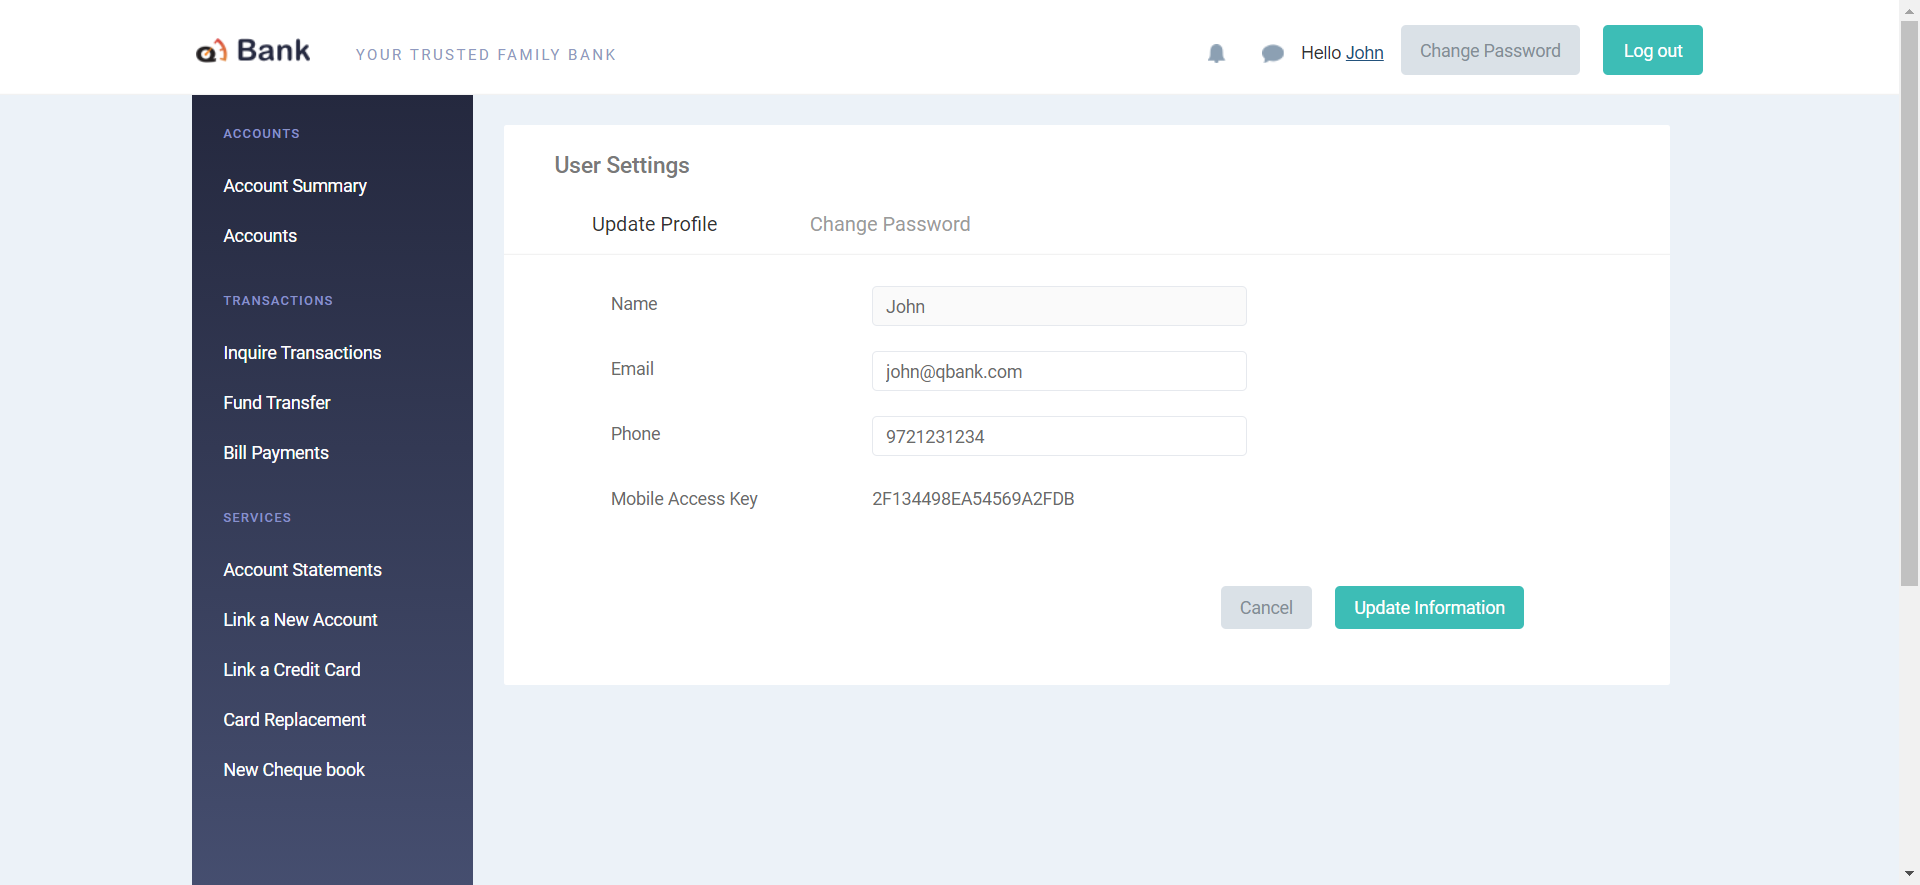 Bank
YOUR TRUSTED FAMILY BANK
Hello John
Change Password
Log out
ACCOUNTS
Account Summary
Accounts
TRANSACTIONS
Inquire Transactions
Fund Transfer
Bill Payments
SERVICES
Account Statements
Link a New Account
Link a Credit Card
Card Replacement
New Cheque book
User Settings
Update Profile
Change Password
Name
John
Email
john@qbank.com
Phone
9721231234
Mobile Access Key
2F134498EA54569A2FDB
Cancel
Update Information